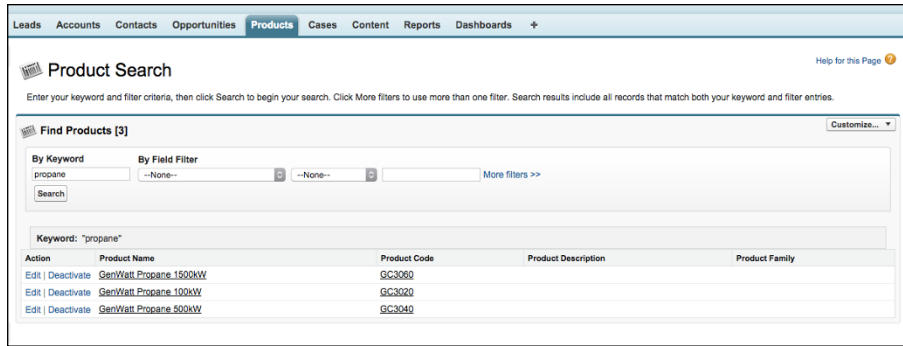 Leads Accounts Contacts Opportunities Products Cases Content Reports Dashboards +
Help for this Page ?
Product Search
Enter your keyword and filter criteria, then click Search to begin your search. Click More filters to use more than one filter. Search results include all records that match both your keyword and filter entries.
Find Products [3]
Customize...
By Keyword By Field Filter
propane --None-- --None-- More filters >>
Search
Keyword: "propane"
Action Product Name Product Code Product Description Product Family
Edit | Deactivate GenWatt Propane 1500kW GC3060
Edit | Deactivate GenWatt Propane 100kW GC3020
Edit | Deactivate GenWatt Propane 500kW GC3040